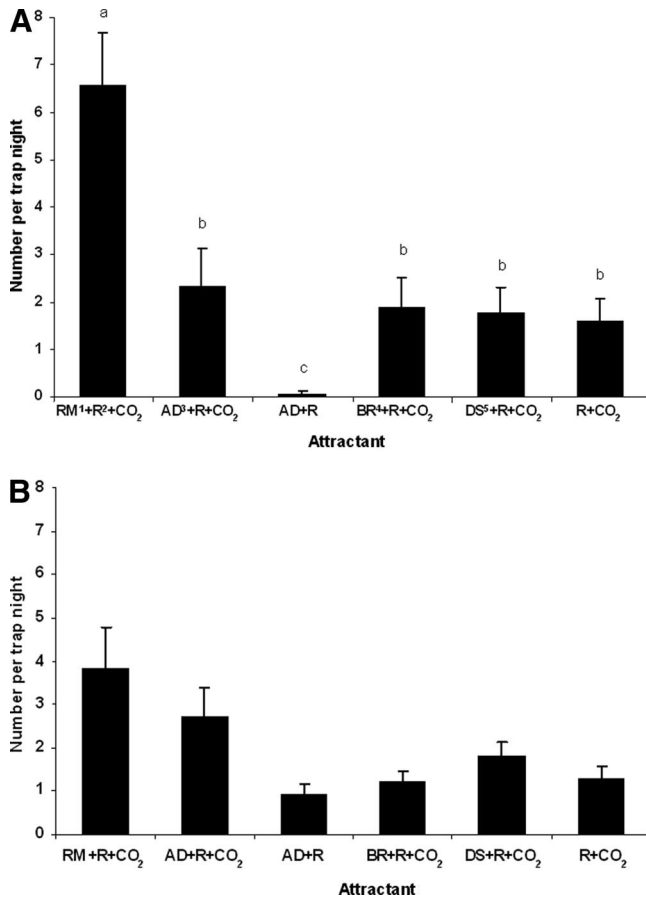 A
8
a
7
6
5
4
3
b
b
b
b
2
1
c
0
Number per trap night
RM¹+R²+CO₂ AD³+R+CO₂ AD+R BR⁴+R+CO₂ DS⁵+R+CO₂ R+CO₂
Attractant
B
8
7
6
5
4
3
2
1
0
Number per trap night
RM+R+CO₂ AD+R+CO₂ AD+R BR+R+CO₂ DS+R+CO₂ R+CO₂
Attractant